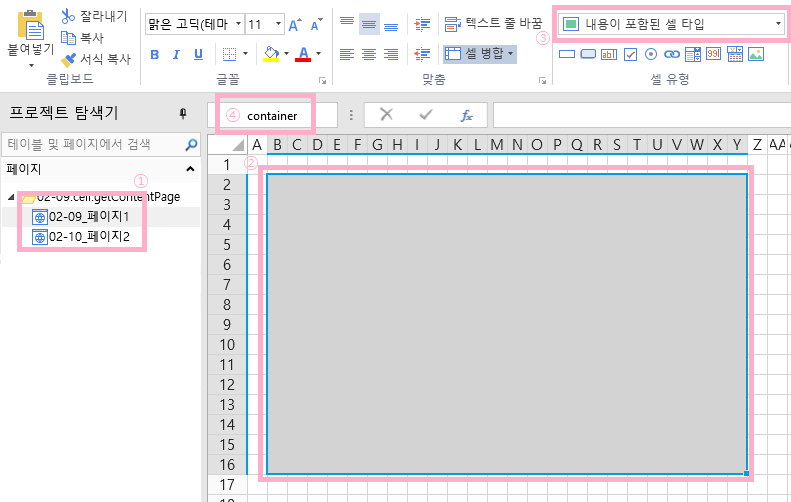 잘라내기
복사
서식 복사
붙여넣기
클립보드
맑은 고딕(테마 11 A A
B I U A
글꼴
텍스트 줄 바꿈
셀 병합
맞춤
③ 내용이 포함된 셀 타입
ab 99
셀 유형
프로젝트 탐색기
테이블 및 페이지에서 검색
페이지
①
02-09.cell.getContentPage
02-09_페이지1
02-10_페이지2
④ container
fx
②
A B C D E F G H I J K L M N O P Q R S T U V W X Y Z AA
1
2
3
4
5
6
7
8
9
10
11
12
13
14
15
16
17